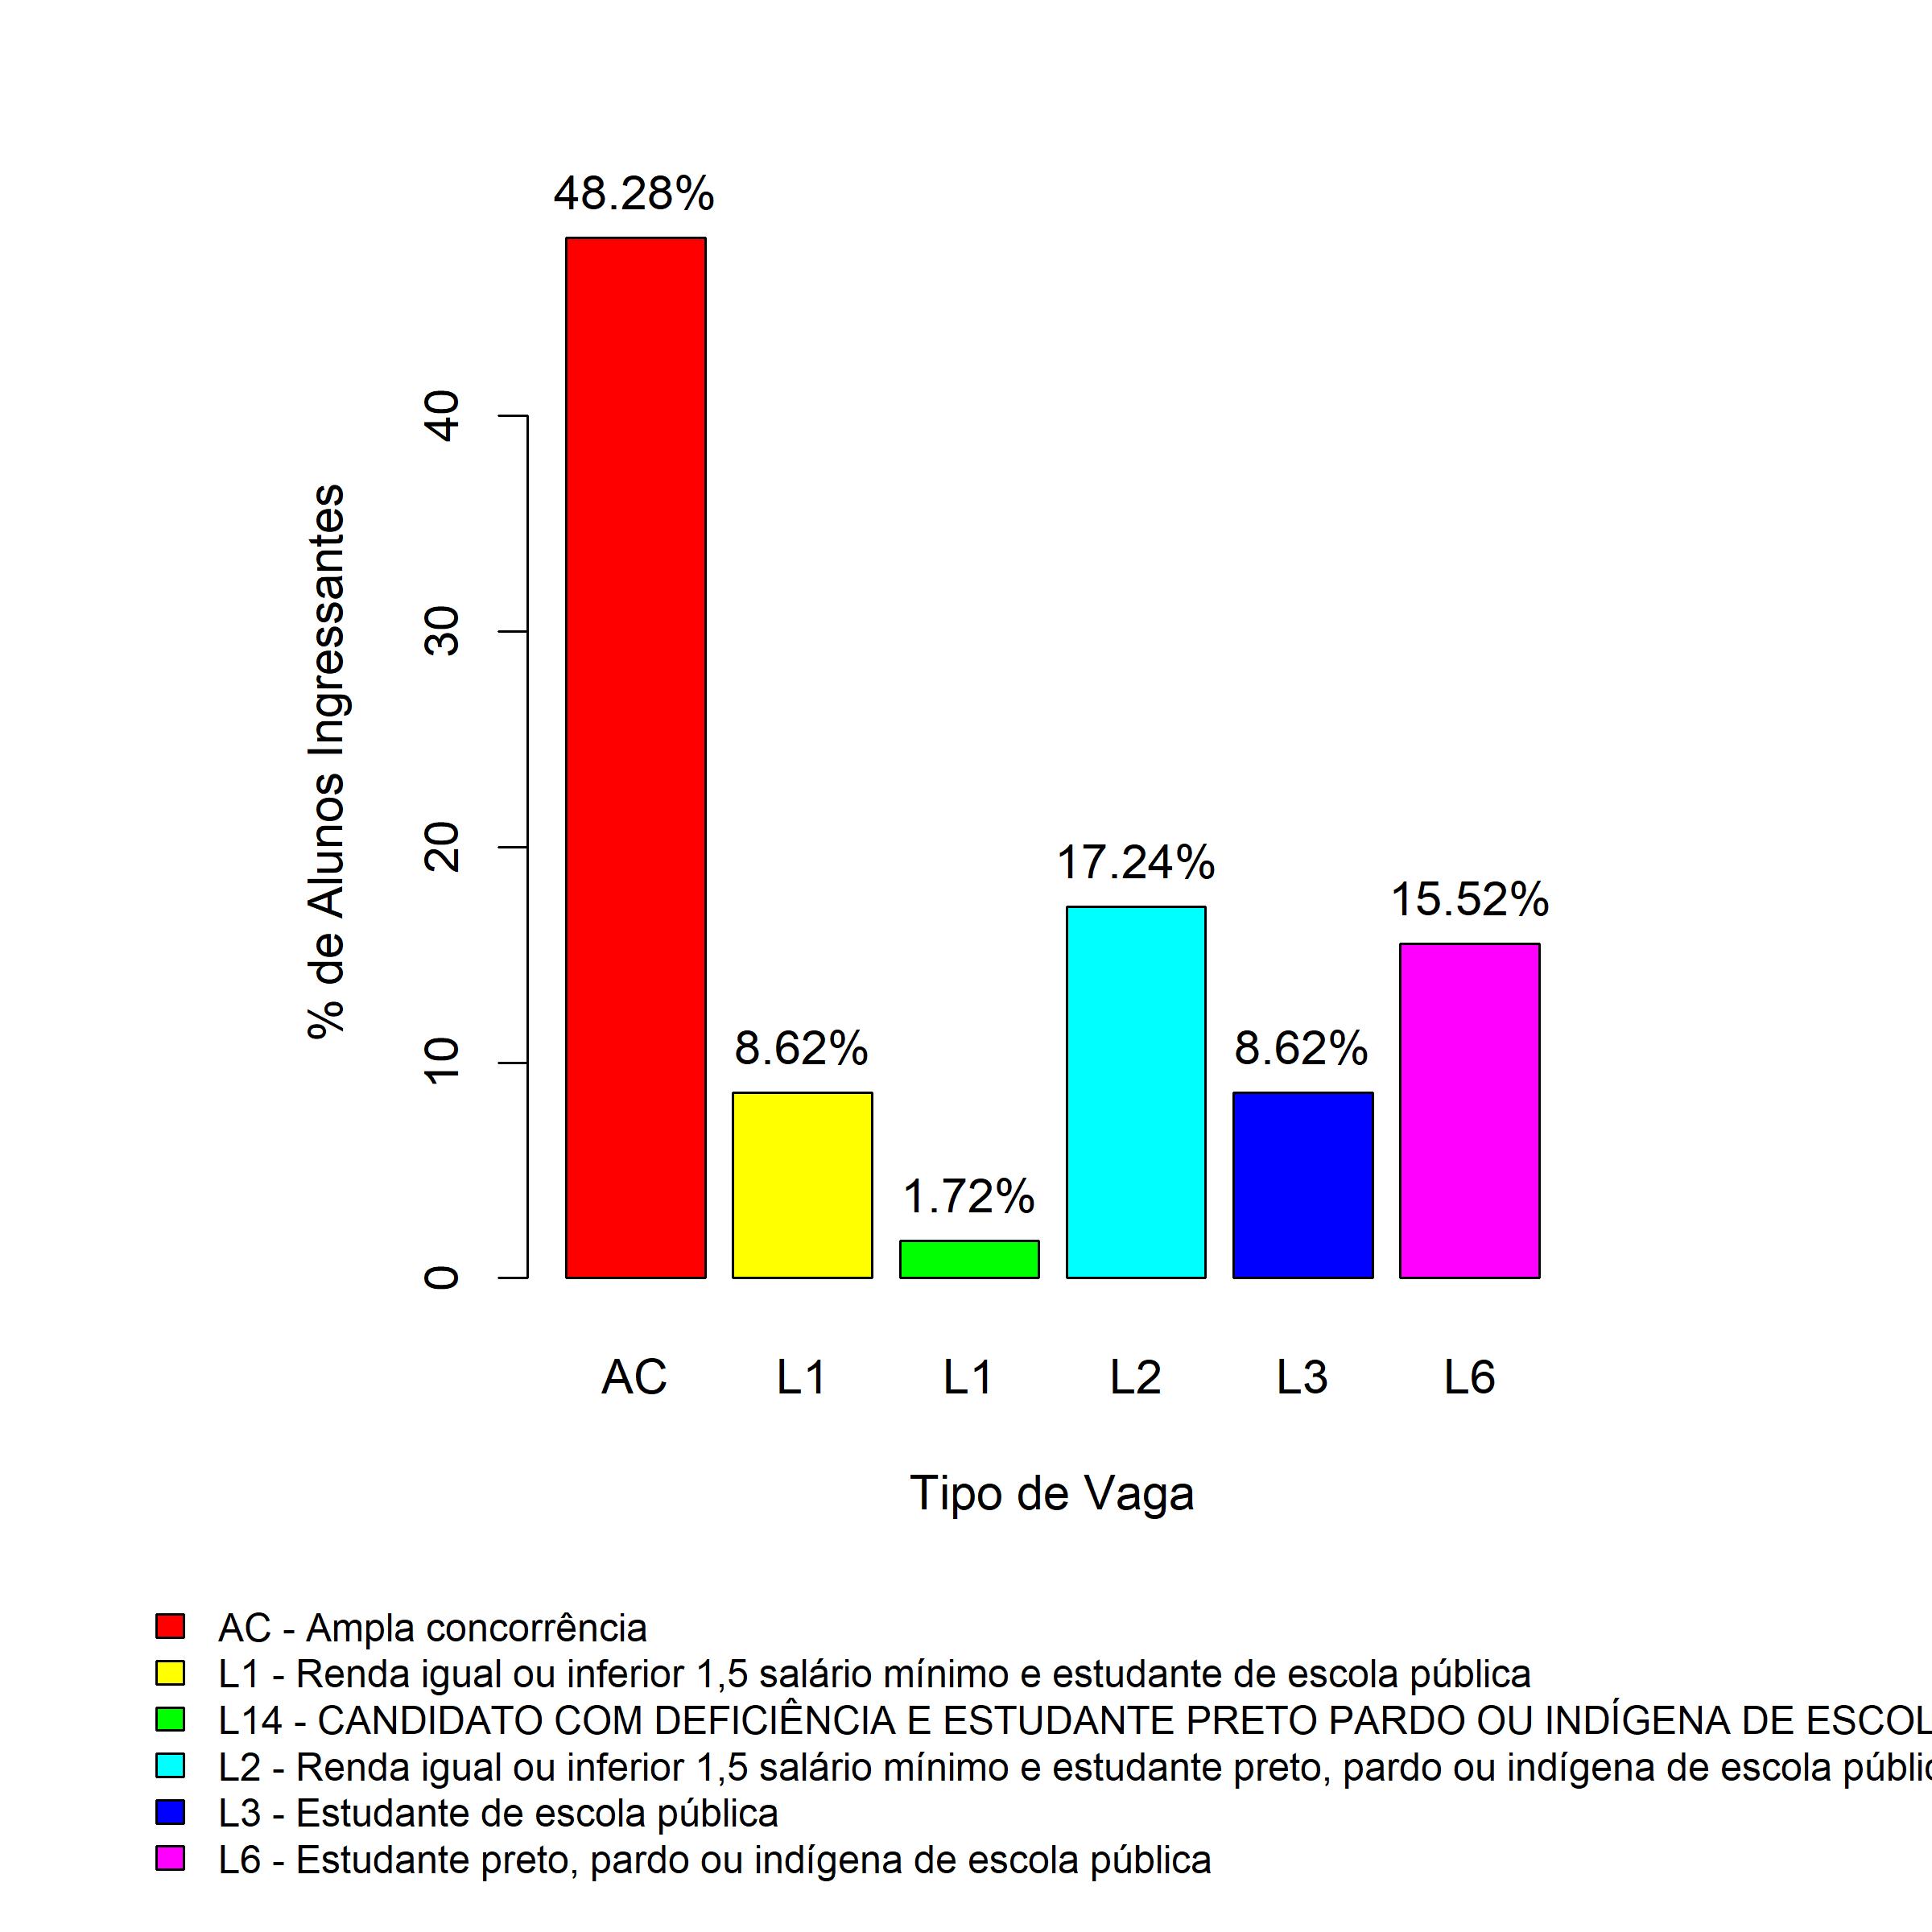 48.28%
% de Alunos Ingressantes
40
30
20
10
0
17.24%
15.52%
8.62%
8.62%
1.72%
AC L1 L1 L2 L3 L6
Tipo de Vaga
AC - Ampla concorrência
L1 - Renda igual ou inferior 1,5 salário mínimo e estudante de escola pública
L14 - CANDIDATO COM DEFICIÊNCIA E ESTUDANTE PRETO PARDO OU INDÍGENA DE ESCOL
L2 - Renda igual ou inferior 1,5 salário mínimo e estudante preto, pardo ou indígena de escola públic
L3 - Estudante de escola pública
L6 - Estudante preto, pardo ou indígena de escola pública